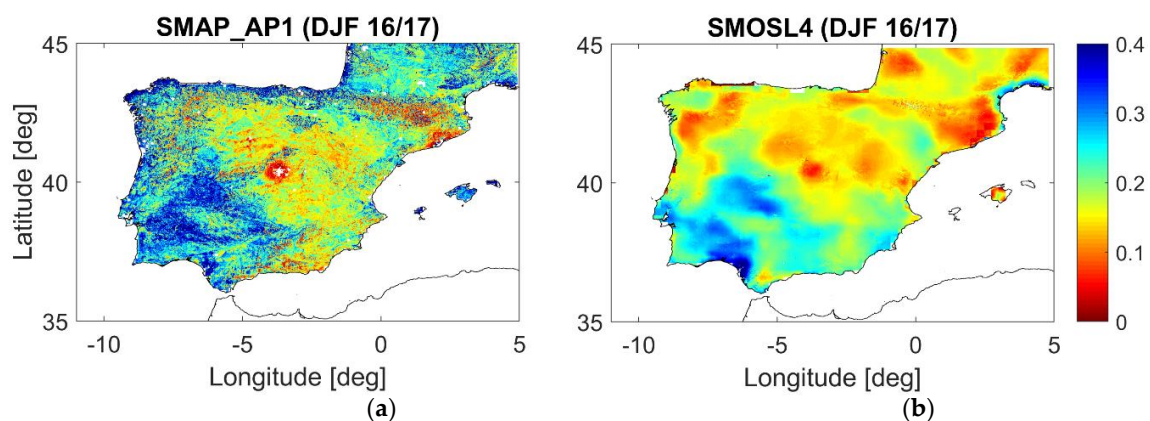 SMAP_AP1 (DJF 16/17)
45
40
35
Latitude [deg]
-10 -5 0 5
Longitude [deg]
(a)
SMOSL4 (DJF 16/17)
45
40
35
-10 -5 0 5
Longitude [deg]
(b)
0.4
0.3
0.2
0.1
0